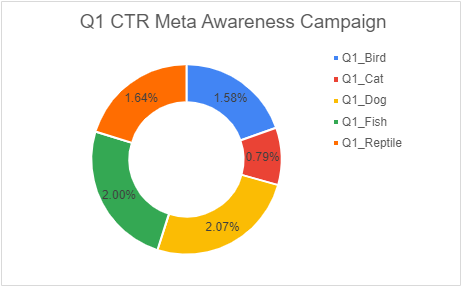 Q1 CTR Meta Awareness Campaign
Q1_Bird
Q1_Cat
Q1_Dog
Q1_Fish
Q1_Reptile
1.64%
1.58%
0.79%
2.00%
2.07%